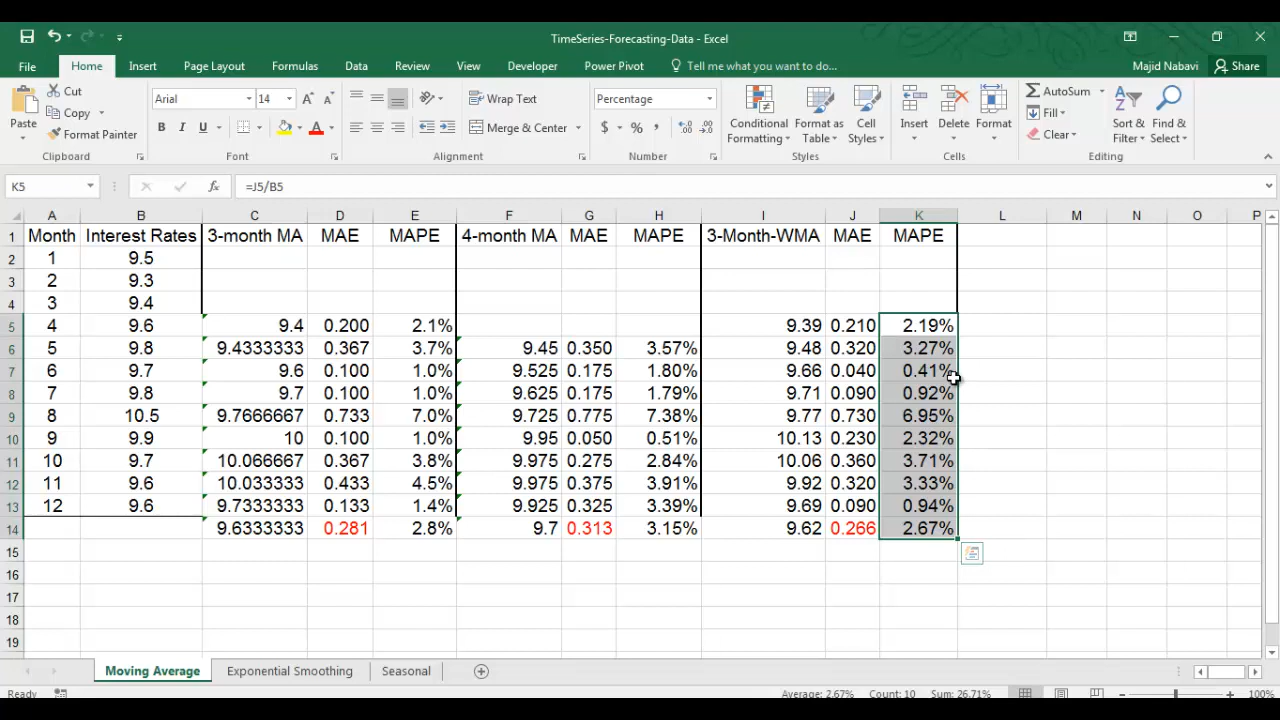 TimeSeries-Forecasting-Data - Excel
File Home Insert Page Layout Formulas Data Review View Developer Power Pivot Tell me what you want to do... Majid Nabavi Share
Paste Cut Copy Format Painter Clipboard
Arial 14 A A B I U A Font
Wrap Text Merge & Center Alignment
Percentage $ % , Number
Conditional Formatting Format as Table Cell Styles Styles
Insert Delete Format Cells
AutoSum Fill Clear Sort & Filter Find & Select Editing
K5 fx =J5/B5
A B C D E F G H I J K L M N O P
1 Month Interest Rates 3-month MA MAE MAPE 4-month MA MAE MAPE 3-Month-WMA MAE MAPE
2 1 9.5
3 2 9.3
4 3 9.4
5 4 9.6 9.4 0.200 2.1% 9.39 0.210 2.19%
6 5 9.8 9.4333333 0.367 3.7% 9.45 0.350 3.57% 9.48 0.320 3.27%
7 6 9.7 9.6 0.100 1.0% 9.525 0.175 1.80% 9.66 0.040 0.41%
8 7 9.8 9.7 0.100 1.0% 9.625 0.175 1.79% 9.71 0.090 0.92%
9 8 10.5 9.7666667 0.733 7.0% 9.725 0.775 7.38% 9.77 0.730 6.95%
10 9 9.9 10 0.100 1.0% 9.95 0.050 0.51% 10.13 0.230 2.32%
11 10 9.7 10.066667 0.367 3.8% 9.975 0.275 2.84% 10.06 0.360 3.71%
12 11 9.6 10.033333 0.433 4.5% 9.975 0.375 3.91% 9.92 0.320 3.33%
13 12 9.6 9.7333333 0.133 1.4% 9.925 0.325 3.39% 9.69 0.090 0.94%
14 9.6333333 0.281 2.8% 9.7 0.313 3.15% 9.62 0.266 2.67%
15
16
17
18
19
Moving Average Exponential Smoothing Seasonal
Ready Average: 2.67% Count: 10 Sum: 26.71% 100%